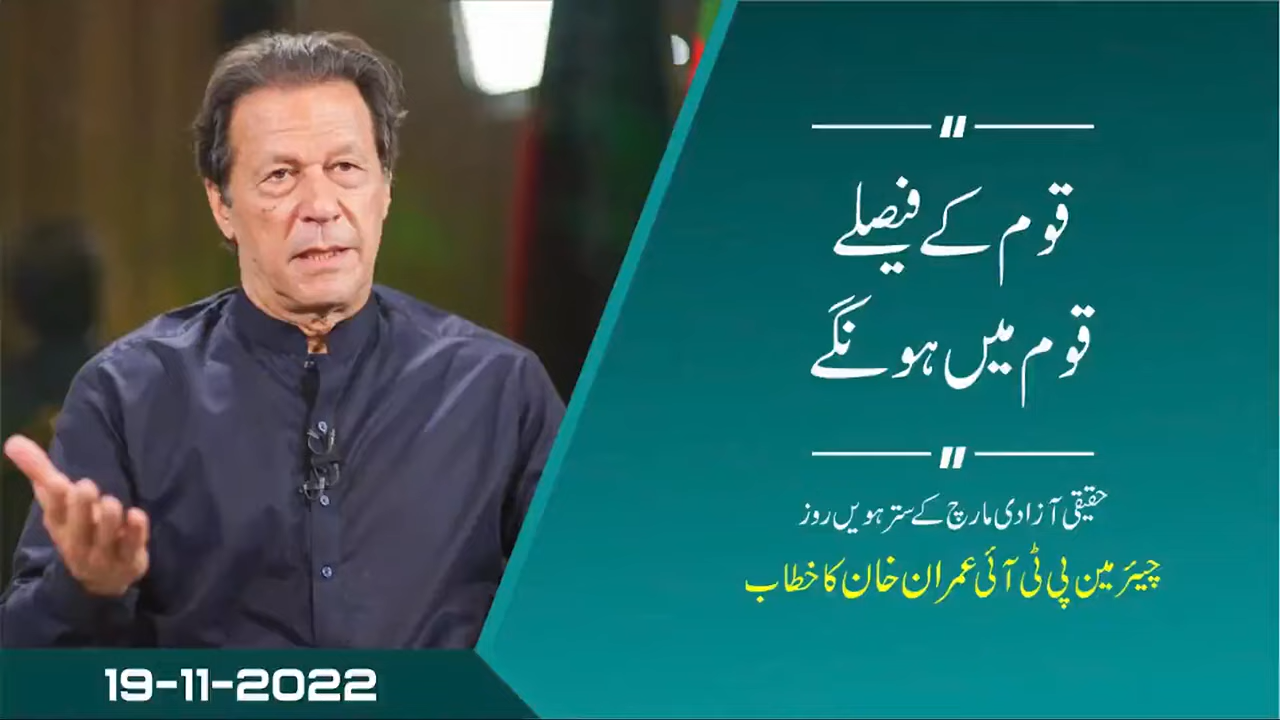 قوم کے فیصلے
قوم میں ہونگے
حقیقی آزادی مارچ کے سترہویں روز
چیئرمین پی ٹی آئی عمران خان کا خطاب
19-11-2022